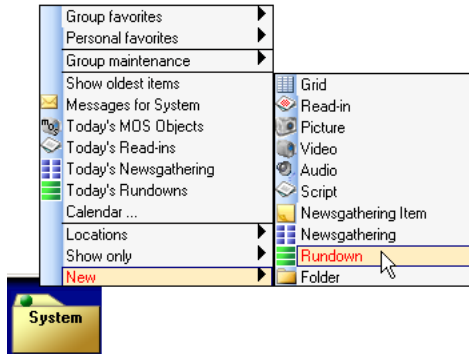 Group favorites
Personal favorites
Group maintenance
Show oldest items
Messages for System
mos Today's MOS Objects
Today's Read-ins
Today's Newsgathering
Today's Rundowns
Calendar ...
Locations
Show only
New
Grid
Read-in
Picture
Video
Audio
Script
Newsgathering Item
Newsgathering
Rundown
Folder
System